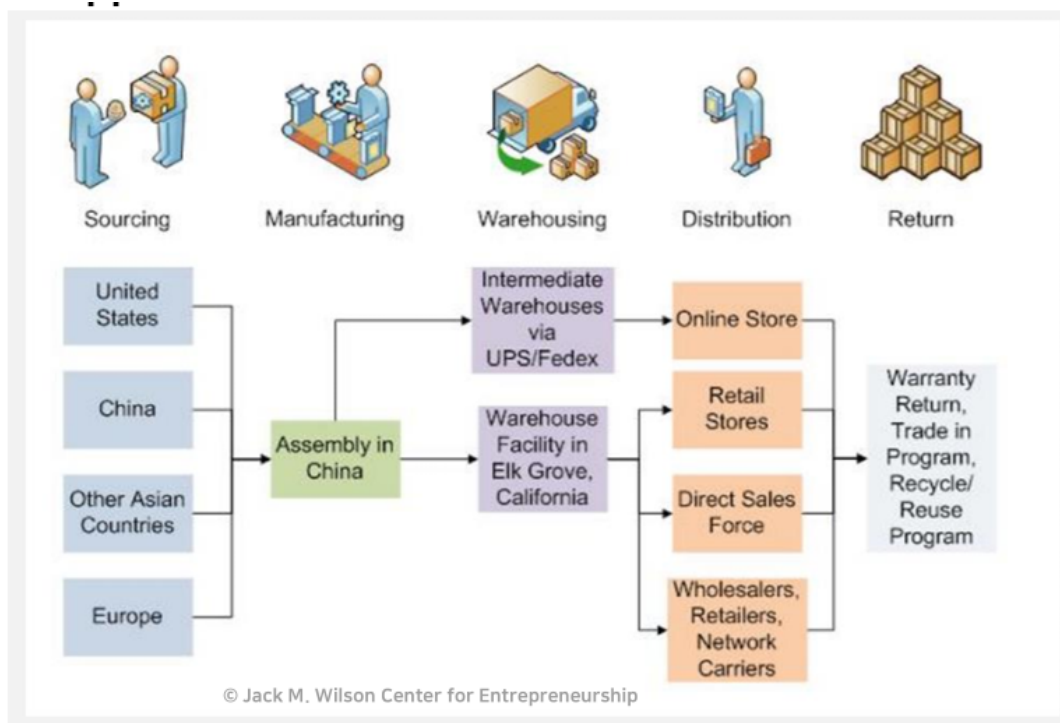 Sourcing
Manufacturing
Warehousing
Distribution
Return
United
States
China
Other Asian
Countries
Europe
Assembly in
China
Intermediate
Warehouses
via
UPS/Fedex
Warehouse
Facility in
Elk Grove,
California
Online Store
Retail
Stores
Direct Sales
Force
Wholesalers,
Retailers,
Network
Carriers
Warranty
Return,
Trade in
Program,
Recycle/
Reuse
Program
© Jack M. Wilson Center for Entrepreneurship